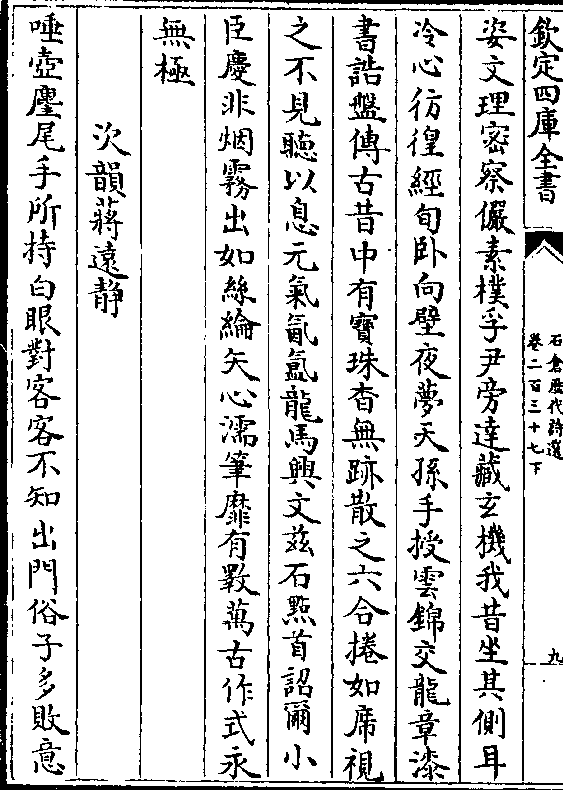 欽定四庫全書
石倉歷代詩選
卷二百三十七下
九
姿文理密察儼素樸孚尹旁達藏玄機我昔坐其側耳
冷心彷徨經旬卧向壁夜夢天孫手授雲錦交龍章漆
書誥盤傳古昔中有寶珠杳無跡散之六合捲如席視
之不見聽以息元氣氤氳龍馬興文茲石㸃首詔爾小
臣慶非烟霧出如絲綸矢心濡筆靡有斁萬古作式永
無極
次韻蔣遠静
唾壺麈尾手所持白眼對客客不知出門俗子多敗意